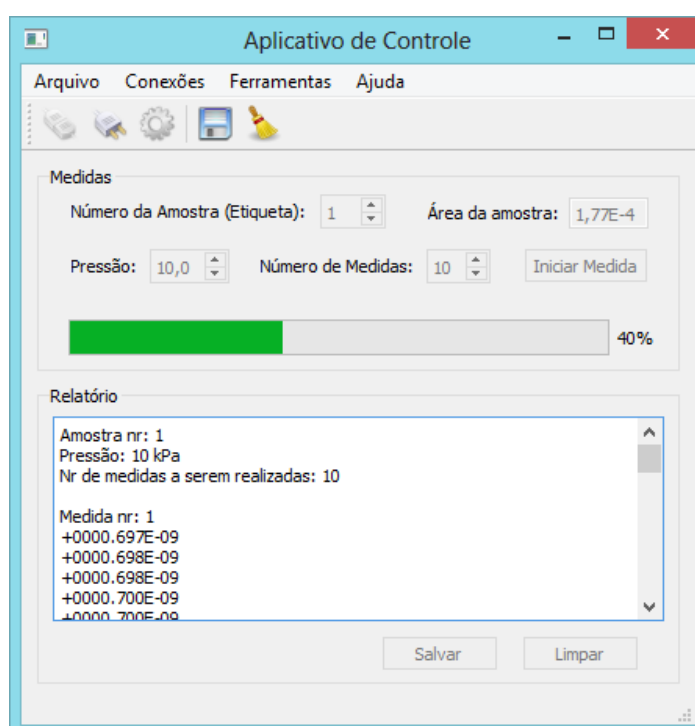 Aplicativo de Controle
Arquivo Conexões Ferramentas Ajuda
Medidas
Número da Amostra (Etiqueta): 1 Área da amostra: 1,77E-4
Pressão: 10,0 Número de Medidas: 10 Iniciar Medida
40%
Relatório
Amostra nr: 1
Pressão: 10 kPa
Nr de medidas a serem realizadas: 10
Medida nr: 1
+0000.697E-09
+0000.698E-09
+0000.698E-09
+0000.700E-09
+0000.700E-09
Salvar Limpar